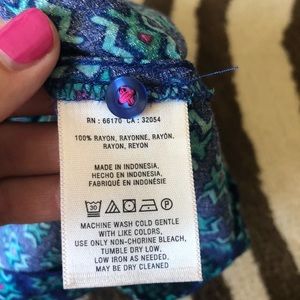 RN : 66170 CA : 32054
100% RAYON, RAYONNE, RAYÓN,
RAYON, REYON
MADE IN INDONESIA,
HECHO EN INDONESIA,
FABRIQUÉ EN INDONÉSIE
30
MACHINE WASH COLD GENTLE
WITH LIKE COLORS,
USE ONLY NON-CHORINE BLEACH,
TUMBLE DRY LOW,
LOW IRON AS NEEDED.
MAY BE DRY CLEANED